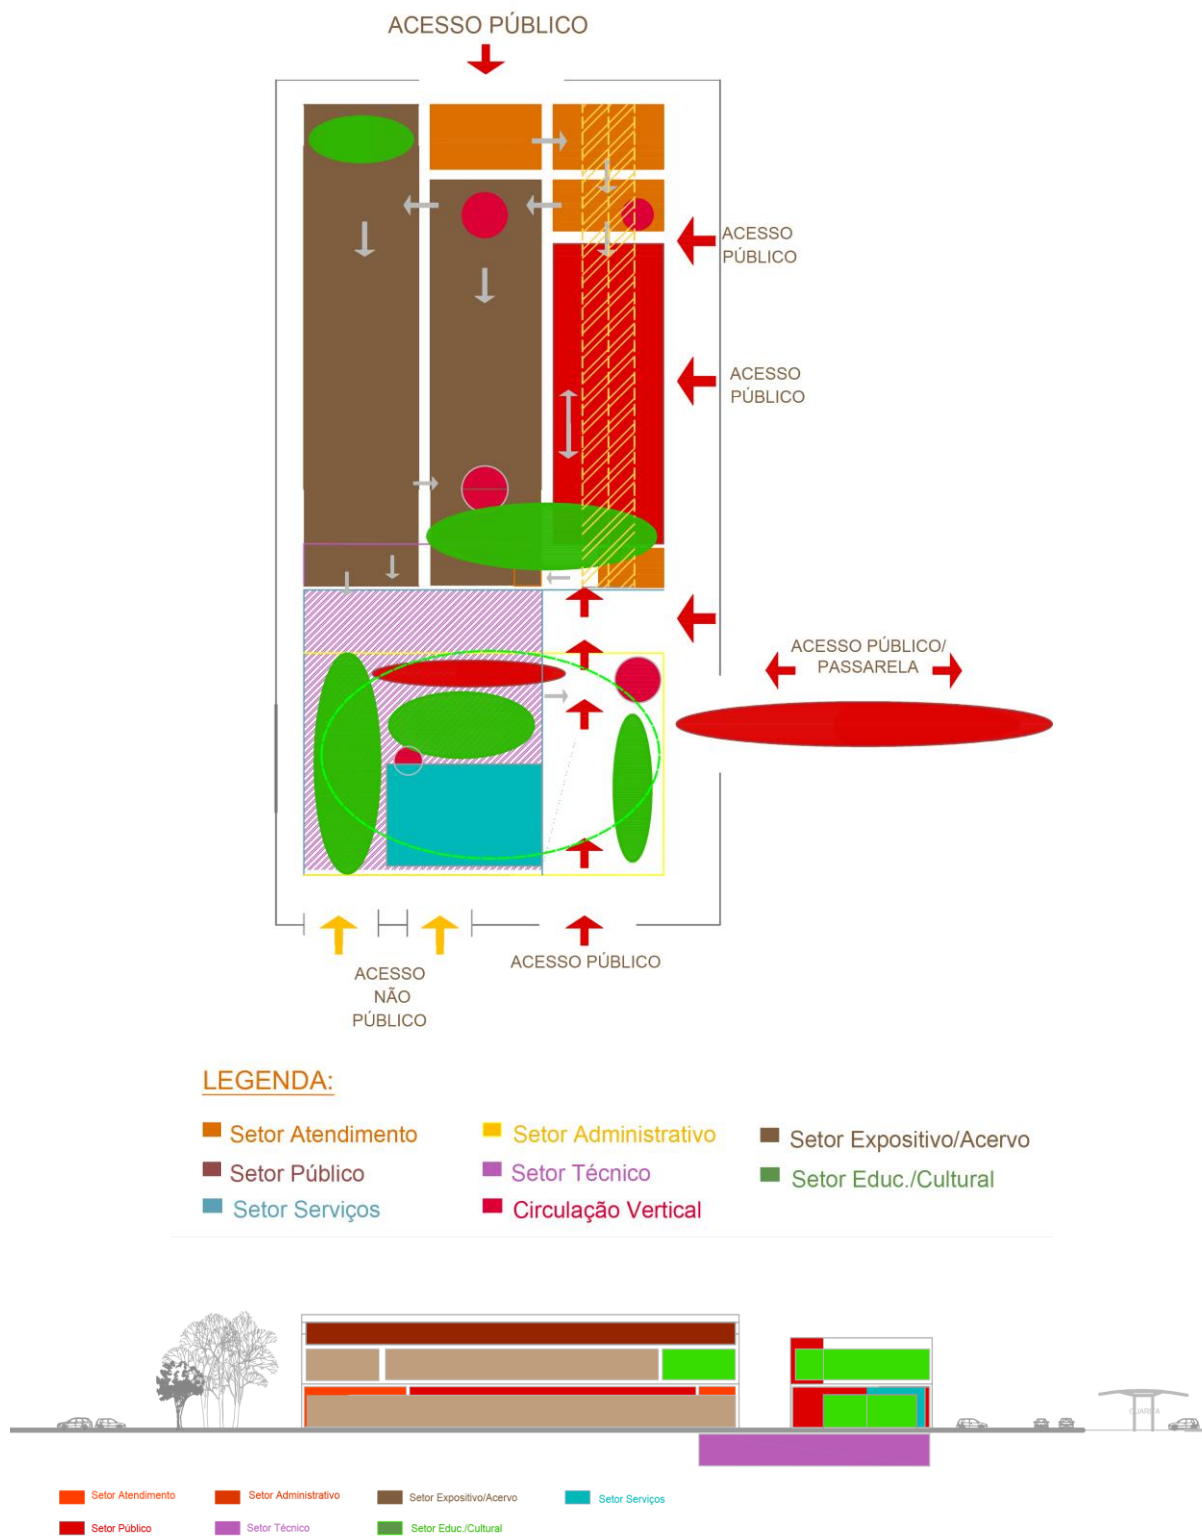 ACESSO PÚBLICO
ACESSO
PÚBLICO
ACESSO
PÚBLICO
ACESSO PÚBLICO/
PASSARELA
ACESSO
NÃO
PÚBLICO
ACESSO PÚBLICO
LEGENDA:
Setor Atendimento
Setor Administrativo
Setor Expositivo/Acervo
Setor Público
Setor Técnico
Setor Educ./Cultural
Setor Serviços
Circulação Vertical
GUARITA
Setor Atendimento
Setor Administrativo
Setor Expositivo/Acervo
Setor Serviços
Setor Público
Setor Técnico
Setor Educ./Cultural